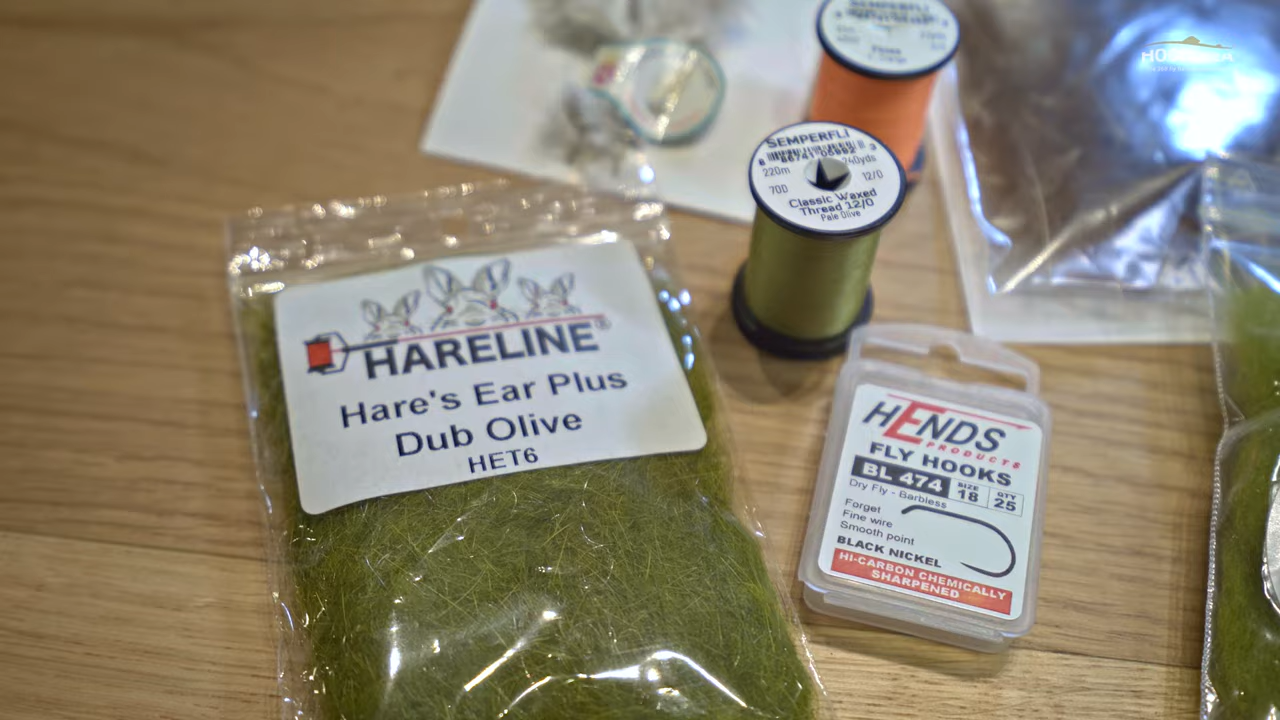 SEMPERFLI
SEMPERFLI
220m
240yds
70D
12/0
Classic Waxed
Thread 12/0
Pale Olive
HARELINE®
Hare's Ear Plus
Dub Olive
HET6
HENDS
PRODUCTS
FLY HOOKS
BL 474
SIZE
18
QTY
25
Dry Fly - Barbless
Forget
Fine wire
Smooth point
BLACK NICKEL
HI-CARBON CHEMICALLY
SHARPENED